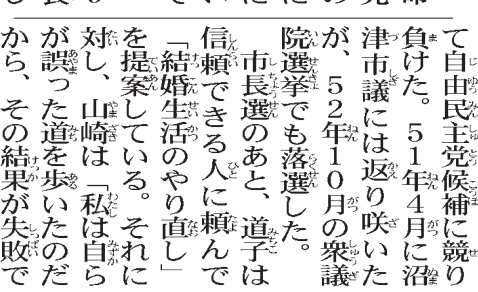 て自由民主党候補に競り
負けた。51年4月に沼
津市議には返り咲いた
が、52年10月の衆議
院選挙でも落選した。
市長選のあと、道子は
信頼できる人に頼んで
「結婚生活のやり直し」
を提案している。それに
対し、山崎は「私は自ら
が誤った道を歩いたのだ
から、その結果が失敗で